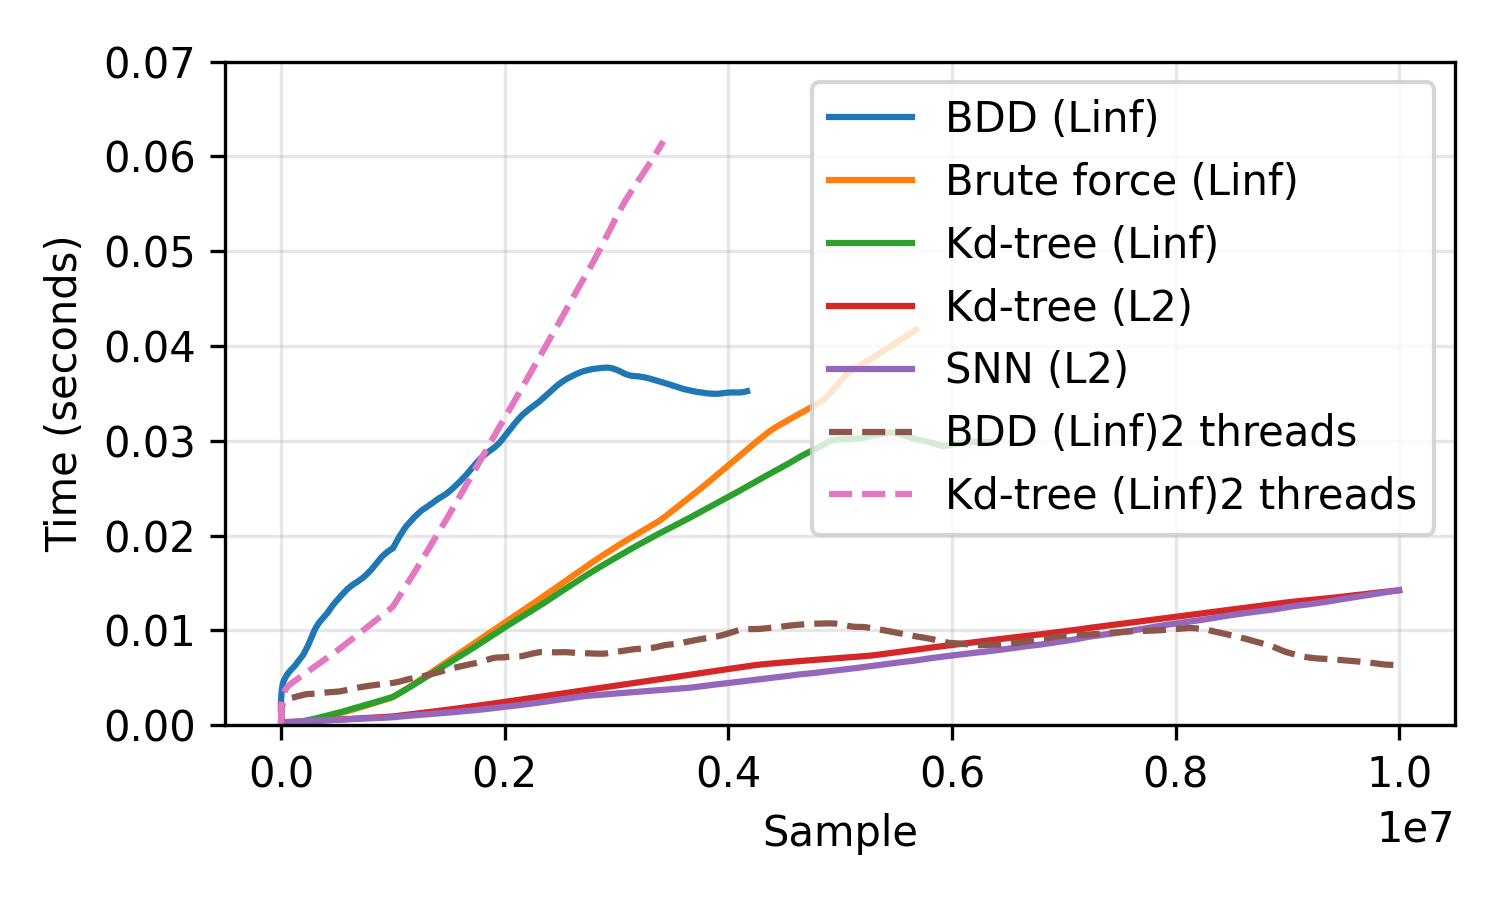 0.07
0.06
0.05
0.04
0.03
0.02
0.01
0.00
Time (seconds)
BDD (Linf)
Brute force (Linf)
Kd-tree (Linf)
Kd-tree (L2)
SNN (L2)
BDD (Linf)2 threads
Kd-tree (Linf)2 threads
0.0 0.2 0.4 0.6 0.8 1.0
1e7
Sample